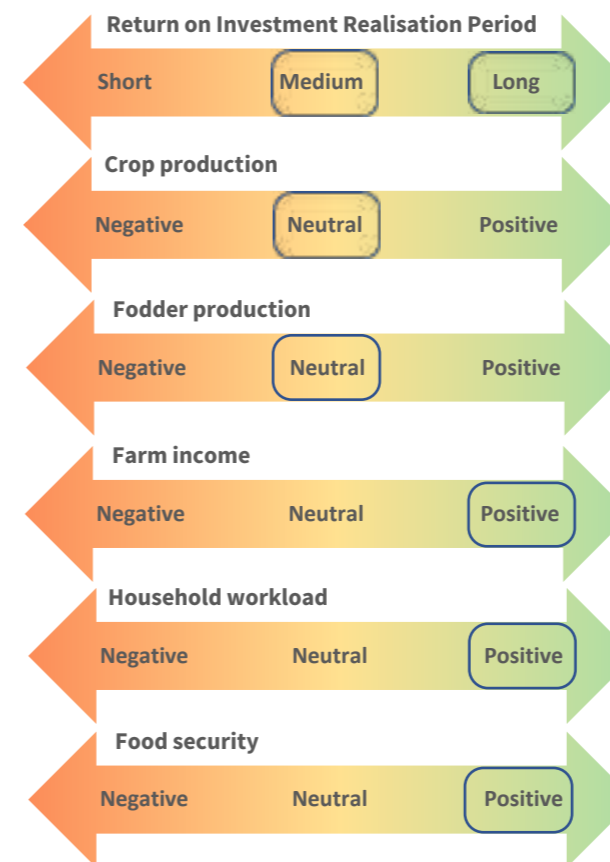 Return on Investment Realisation Period
Short Medium Long
Crop production
Negative Neutral Positive
Fodder production
Negative Neutral Positive
Farm income
Negative Neutral Positive
Household workload
Negative Neutral Positive
Food security
Negative Neutral Positive